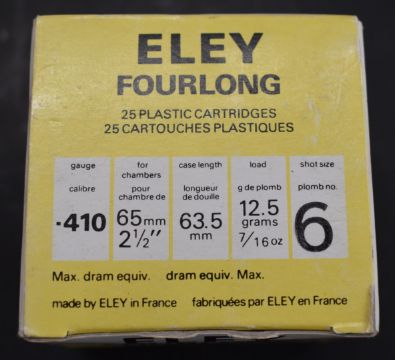 ELEY
FOURLONG
25 PLASTIC CARTRIDGES
25 CARTOUCHES PLASTIQUES
gauge
calibre
·410
for
chambers
pour
chambre de
65mm
2½″
case length
longueur
de douille
63.5
mm
load
g de plomb
12.5
grams
7/16 oz
shot size
plomb no.
6
Max. dram equiv. dram equiv. Max.
made by ELEY in France fabriquées par ELEY en France
ELEY